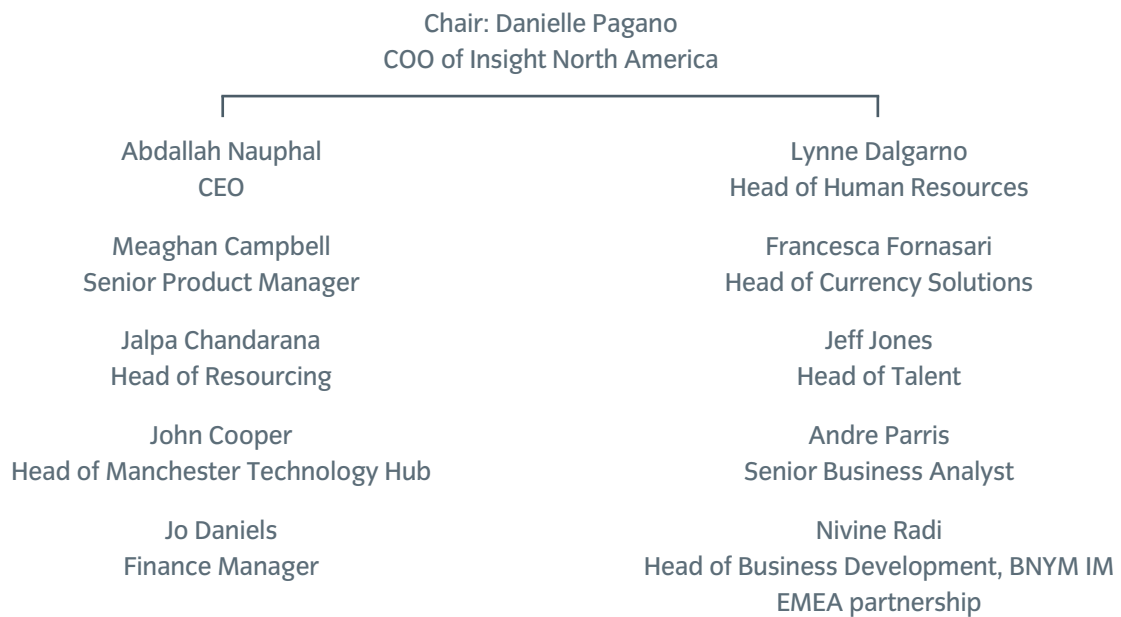 Chair: Danielle Pagano
COO of Insight North America
Abdallah Nauphal
CEO
Meaghan Campbell
Senior Product Manager
Jalpa Chandarana
Head of Resourcing
John Cooper
Head of Manchester Technology Hub
Jo Daniels
Finance Manager
Lynne Dalgarno
Head of Human Resources
Francesca Fornasari
Head of Currency Solutions
Jeff Jones
Head of Talent
Andre Parris
Senior Business Analyst
Nivine Radi
Head of Business Development, BNYM IM
EMEA partnership